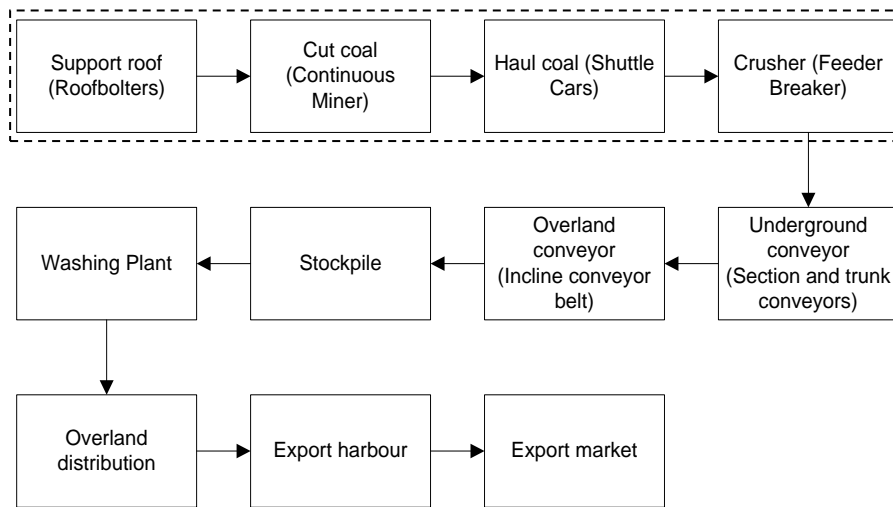 Support roof
(Roofbolters)
Cut coal
(Continuous
Miner)
Haul coal (Shuttle
Cars)
Crusher (Feeder
Breaker)
Washing Plant
Stockpile
Overland
conveyor
(Incline conveyor
belt)
Underground
conveyor
(Section and trunk
conveyors)
Overland
distribution
Export harbour
Export market